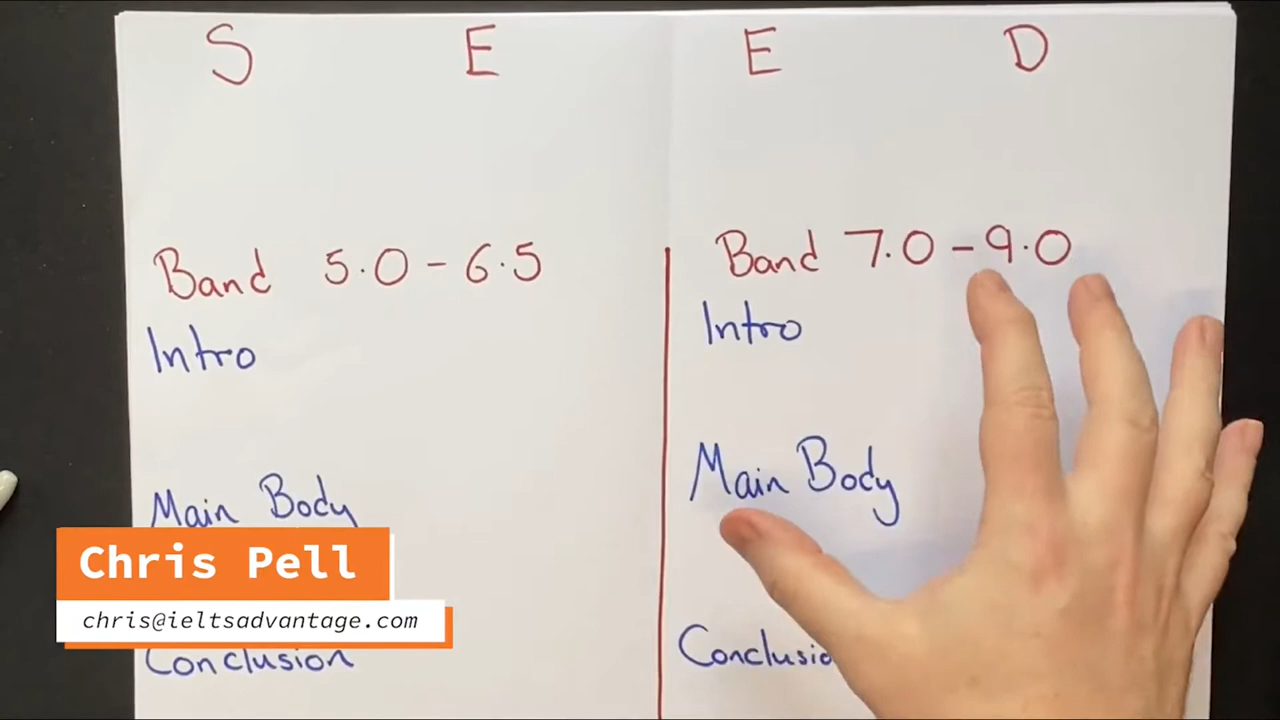 S E E D
Band 5.0 - 6.5
Intro
Main Body
Conclusion
Band 7.0 - 9.0
Intro
Main Body
Conclusio
Chris Pell
chris@ieltsadvantage.com